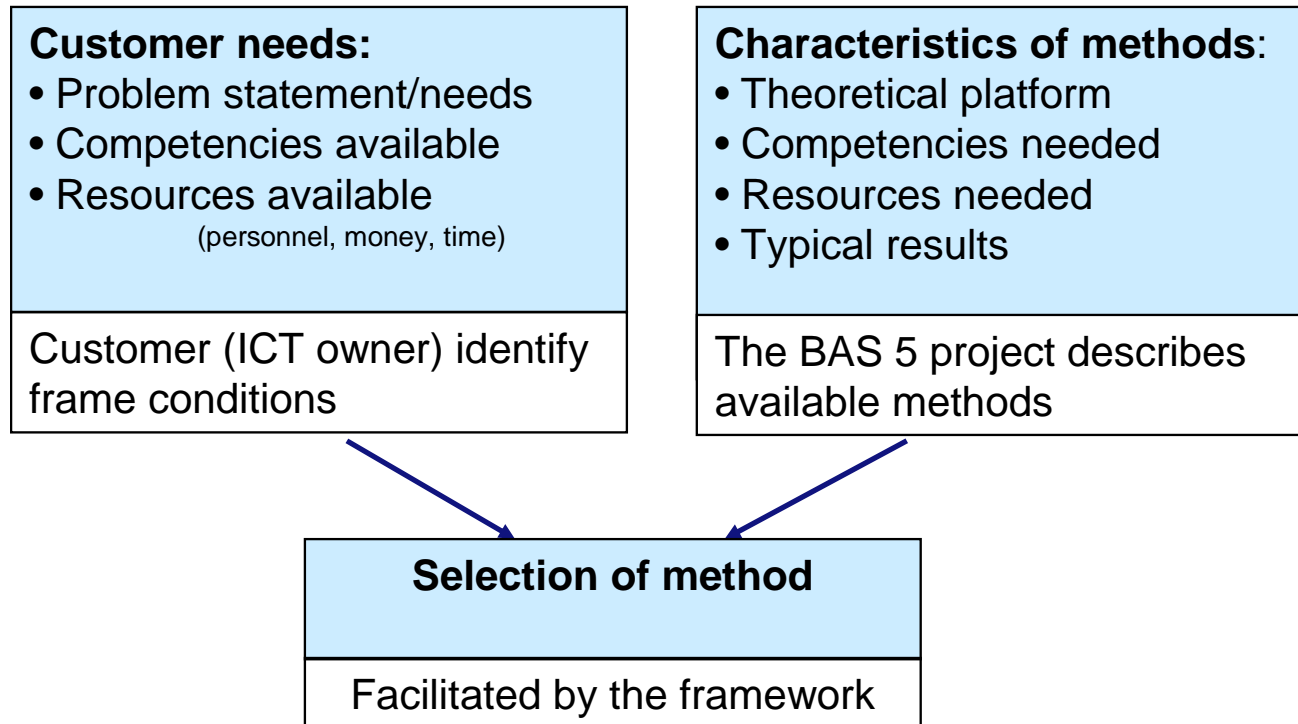 Customer needs:
• Problem statement/needs
• Competencies available
• Resources available
(personnel, money, time)
Customer (ICT owner) identify
frame conditions
Characteristics of methods:
• Theoretical platform
• Competencies needed
• Resources needed
• Typical results
The BAS 5 project describes
available methods
Selection of method
Facilitated by the framework